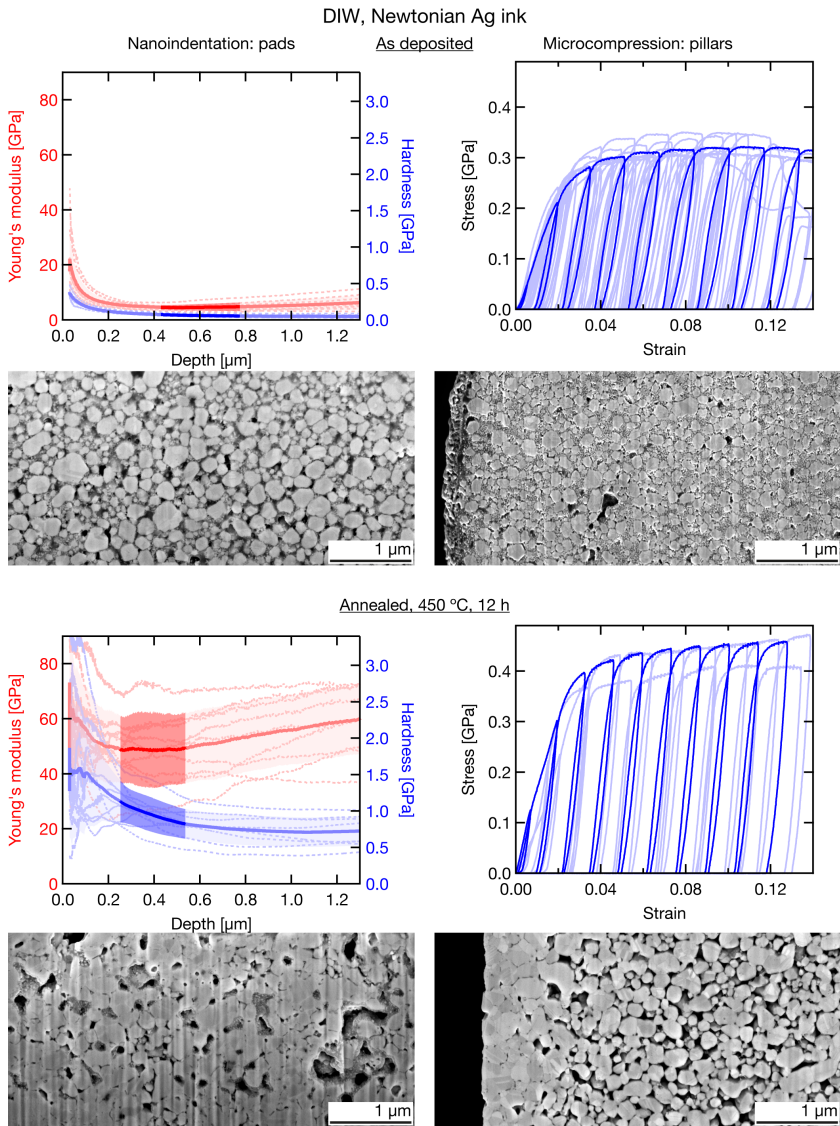 DIW, Newtonian Ag ink
Nanoindentation: pads
As deposited
Microcompression: pillars
Young's modulus [GPa]
80
60
40
20
0
3.0
2.5
2.0
1.5
1.0
0.5
0.0
Hardness [GPa]
0.0 0.2 0.4 0.6 0.8 1.0 1.2
Depth [µm]
Stress [GPa]
0.4
0.3
0.2
0.1
0.0
0.00 0.04 0.08 0.12
Strain
1 µm
1 µm
Annealed, 450 ºC, 12 h
Young's modulus [GPa]
80
60
40
20
0
3.0
2.5
2.0
1.5
1.0
0.5
0.0
Hardness [GPa]
0.0 0.2 0.4 0.6 0.8 1.0 1.2
Depth [µm]
Stress [GPa]
0.4
0.3
0.2
0.1
0.0
0.00 0.04 0.08 0.12
Strain
1 µm
1 µm